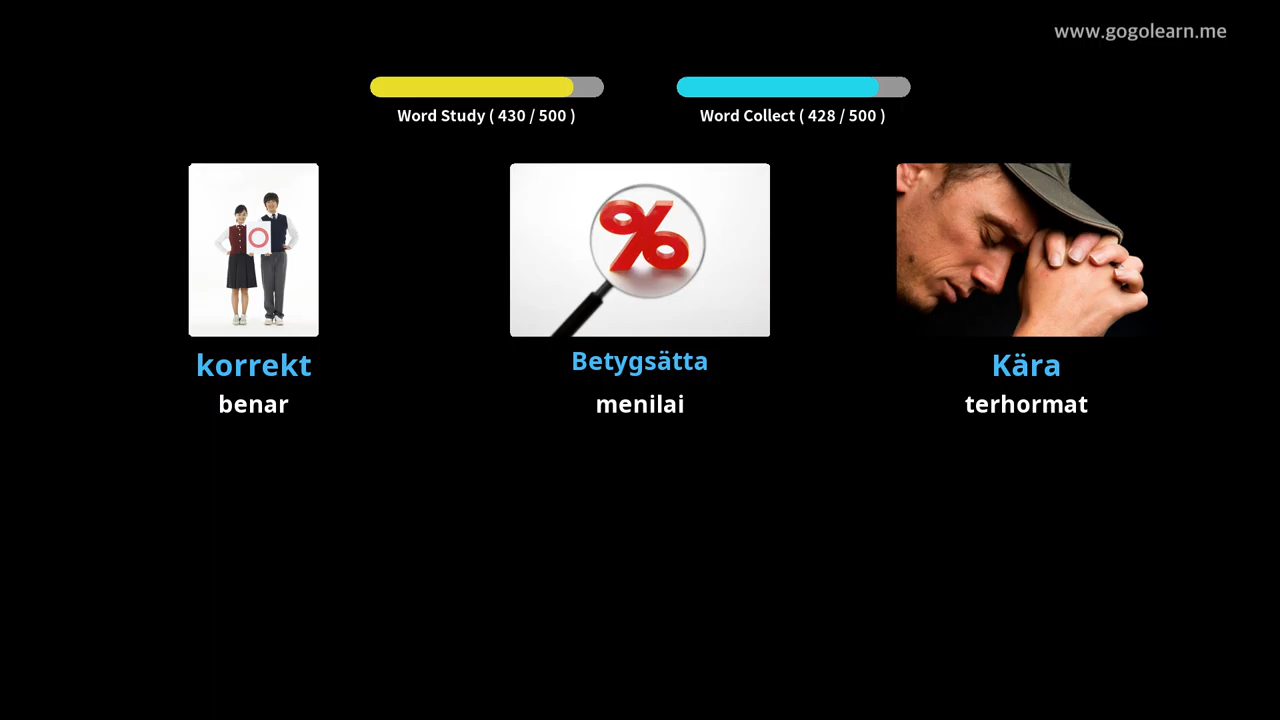 www.gogolearn.me
Word Study ( 430 / 500 )
Word Collect ( 428 / 500 )
%
korrekt
Betygsätta
Kära
benar
menilai
terhormat